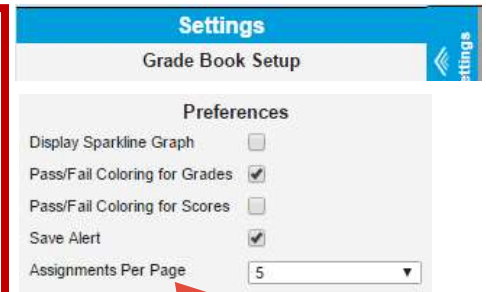 Settings
Grade Book Setup
Preferences
Display Sparkline Graph
Pass/Fail Coloring for Grades
Pass/Fail Coloring for Scores
Save Alert
Assignments Per Page 5